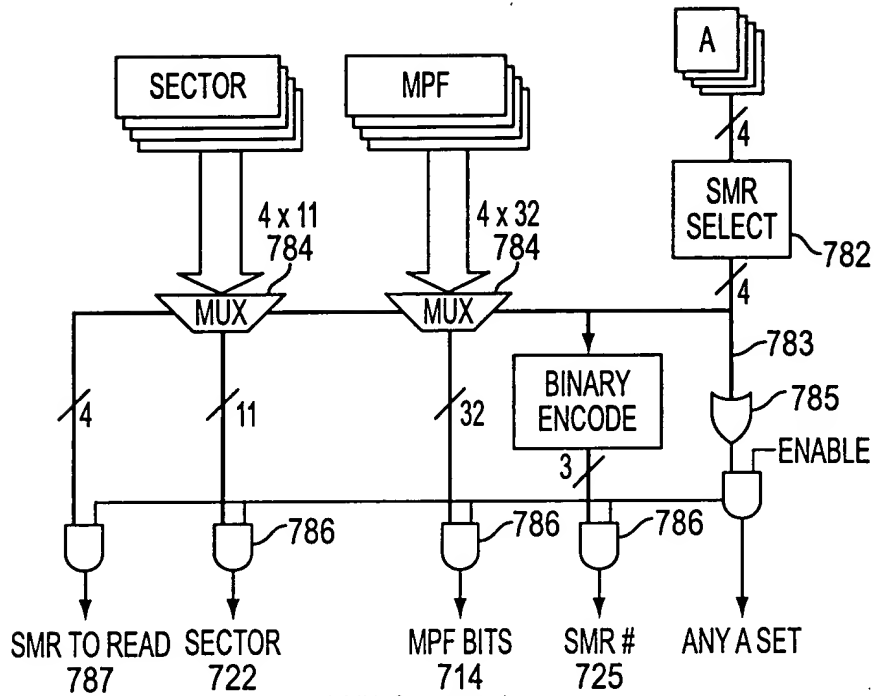 A
SECTOR
MPF
4
SMR
SELECT
782
4 x 11
784
4 x 32
784
4
MUX
MUX
783
BINARY
ENCODE
785
4
11
32
3
ENABLE
786
786
786
SMR TO READ
787
SECTOR
722
MPF BITS
714
SMR #
725
ANY A SET